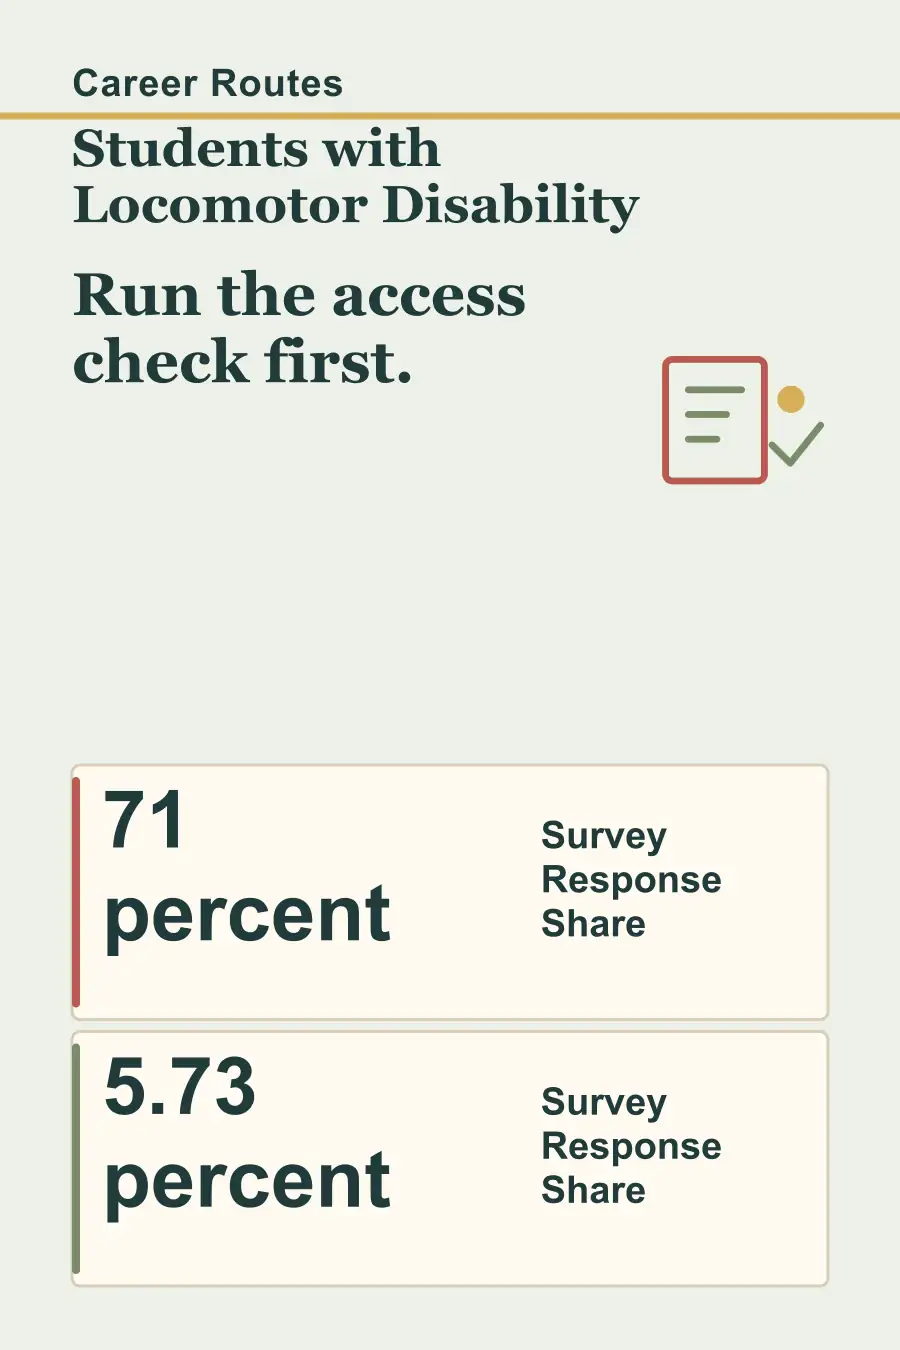 Career Routes
Students with
Locomotor Disability
Run the access
check first.
71
percent
Survey
Response
Share
5.73
percent
Survey
Response
Share